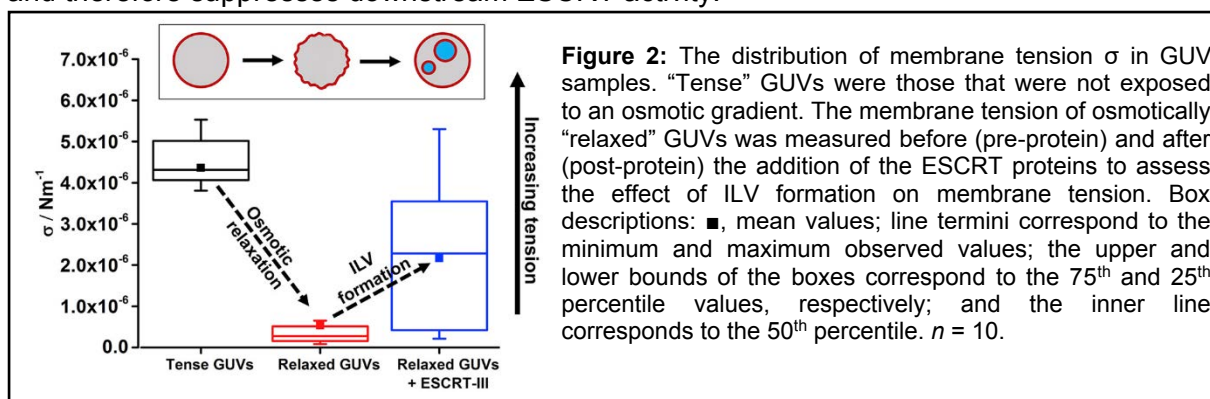 and therefore suppresses downstream ESCRT activity.
7.0x10⁻⁶
6.0x10⁻⁶
5.0x10⁻⁶
4.0x10⁻⁶
3.0x10⁻⁶
2.0x10⁻⁶
1.0x10⁻⁶
0.0
σ / Nm⁻¹
Osmotic
relaxation
ILV
formation
Increasing tension
Tense GUVs
Relaxed GUVs
Relaxed GUVs
+ ESCRT-III
Figure 2: The distribution of membrane tension σ in GUV
samples. “Tense” GUVs were those that were not exposed
to an osmotic gradient. The membrane tension of osmotically
“relaxed” GUVs was measured before (pre-protein) and after
(post-protein) the addition of the ESCRT proteins to assess
the effect of ILV formation on membrane tension. Box
descriptions: ■, mean values; line termini correspond to the
minimum and maximum observed values; the upper and
lower bounds of the boxes correspond to the 75th and 25th
percentile values, respectively; and the inner line
corresponds to the 50th percentile. n = 10.